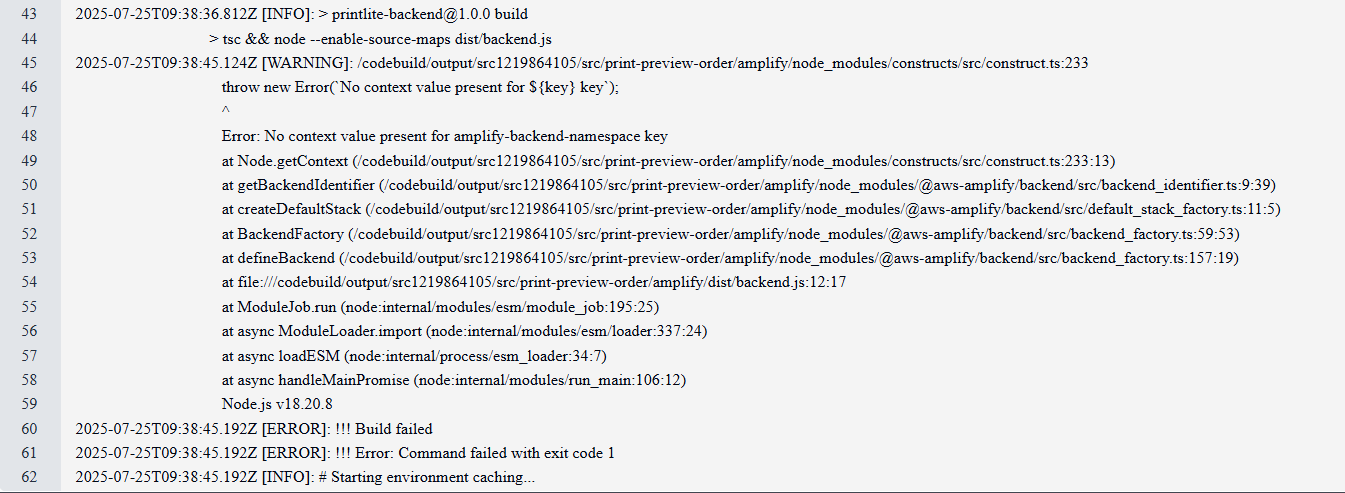 43 2025-07-25T09:38:36.812Z [INFO]: > printlite-backend@1.0.0 build
44 > tsc && node --enable-source-maps dist/backend.js
45 2025-07-25T09:38:45.124Z [WARNING]: /codebuild/output/src1219864105/src/print-preview-order/amplify/node_modules/constructs/src/construct.ts:233
46 throw new Error(`No context value present for ${key} key`);
47 ^
48 Error: No context value present for amplify-backend-namespace key
49 at Node.getContext (/codebuild/output/src1219864105/src/print-preview-order/amplify/node_modules/constructs/src/construct.ts:233:13)
50 at getBackendIdentifier (/codebuild/output/src1219864105/src/print-preview-order/amplify/node_modules/@aws-amplify/backend/src/backend_identifier.ts:9:39)
51 at createDefaultStack (/codebuild/output/src1219864105/src/print-preview-order/amplify/node_modules/@aws-amplify/backend/src/default_stack_factory.ts:11:5)
52 at BackendFactory (/codebuild/output/src1219864105/src/print-preview-order/amplify/node_modules/@aws-amplify/backend/src/backend_factory.ts:59:53)
53 at defineBackend (/codebuild/output/src1219864105/src/print-preview-order/amplify/node_modules/@aws-amplify/backend/src/backend_factory.ts:157:19)
54 at file:///codebuild/output/src1219864105/src/print-preview-order/amplify/dist/backend.js:12:17
55 at ModuleJob.run (node:internal/modules/esm/module_job:195:25)
56 at async ModuleLoader.import (node:internal/modules/esm/loader:337:24)
57 at async loadESM (node:internal/process/esm_loader:34:7)
58 at async handleMainPromise (node:internal/modules/run_main:106:12)
59 Node.js v18.20.8
60 2025-07-25T09:38:45.192Z [ERROR]: !!! Build failed
61 2025-07-25T09:38:45.192Z [ERROR]: !!! Error: Command failed with exit code 1
62 2025-07-25T09:38:45.192Z [INFO]: # Starting environment caching...